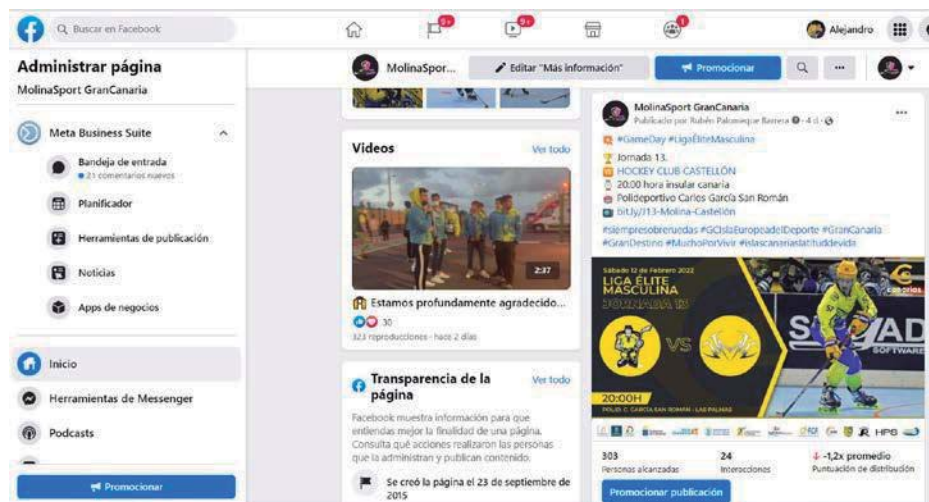 Buscar en Facebook
9+
9+
1
Alejandro
Administrar página
MolinaSport GranCanaria
Meta Business Suite
Bandeja de entrada
21 comentarios nuevos
Planificador
Herramientas de publicación
Noticias
Apps de negocios
Inicio
Herramientas de Messenger
Podcasts
Promocionar
MolinaSpor...
Editar "Más información"
Promocionar
Videos
Ver todo
2:37
Estamos profundamente agradecido...
30
323 reproducciones · hace 2 días
Transparencia de la página
Ver todo
Facebook muestra información para que
entiendas mejor la finalidad de una página.
Consulta qué acciones realizaron las personas
que la administran y publican contenido.
Se creó la página el 23 de septiembre de
2015
MolinaSport GranCanaria
Publicado por Rubén Palomeque Barrera · 4 d ·
#GameDay #LigaÉliteMasculina
Jornada 13.
VS HOCKEY CLUB CASTELLÓN
20:00 hora insular canaria
Polideportivo Carlos García San Román
bit.ly/J13-Molina-Castellón
#siempresobreruedas #GCIslaEuropeadelDeporte #GranCanaria
#GranDestino #MuchoPorVivir #islascanariaslatituddevida
Sábado 12 de Febrero 2022
LIGA ÉLITE
MASCULINA
JORNADA 13
VS
20:00H
POLID. C. GARCÍA SAN ROMÁN - LAS PALMAS
SOFTWARE
HPS
303
Personas alcanzadas
24
Interacciones
-1,2x promedio
Puntuación de distribución
Promocionar publicación